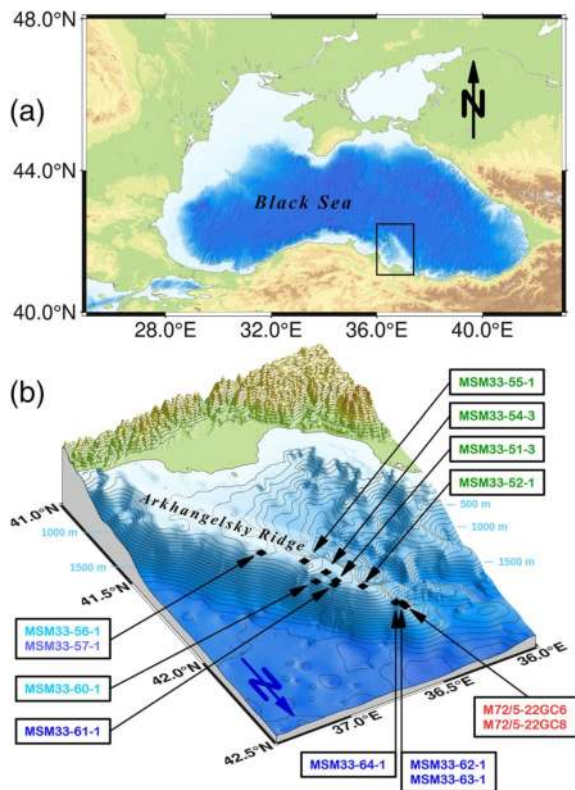 (a)
48.0°N
44.0°N
40.0°N
N
Black Sea
28.0°E
32.0°E
36.0°E
40.0°E
(b)
MSM33-55-1
MSM33-54-3
MSM33-51-3
MSM33-52-1
Arkhangelsky Ridge
500 m
1000 m
1500 m
41.0°N
1000 m
1500 m
41.5°N
42.0°N
42.5°N
MSM33-56-1
MSM33-57-1
MSM33-60-1
MSM33-61-1
N
37.0°E
36.5°E
36.0°E
M72/5-22GC6
M72/5-22GC8
MSM33-64-1
MSM33-62-1
MSM33-63-1